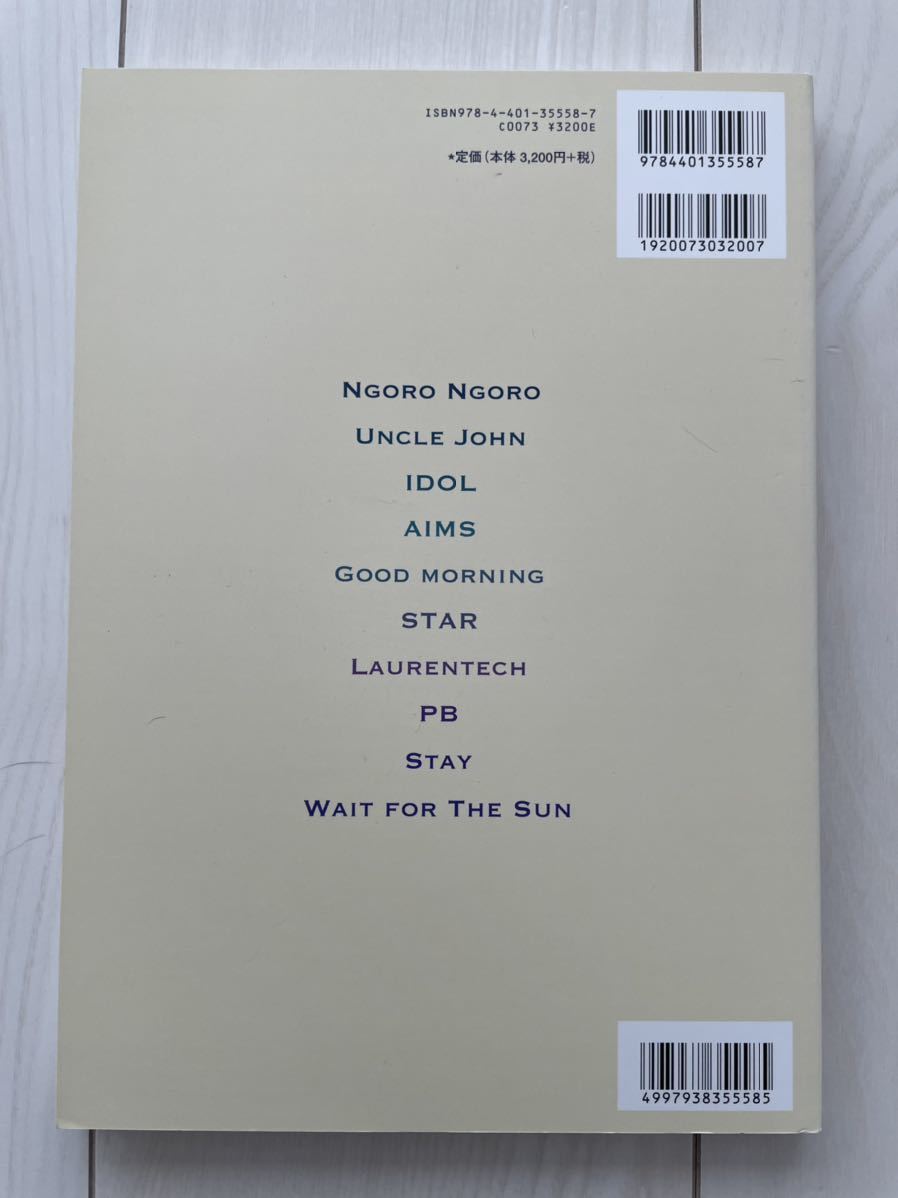 ISBN978-4-401-35558-7
C0073 ¥3200E
★定価(本体 3,200円+税)
9784401355587
1920073032007
NGORO NGORO
UNCLE JOHN
IDOL
AIMS
GOOD MORNING
STAR
LAURENTECH
PB
STAY
WAIT FOR THE SUN
4997938355585